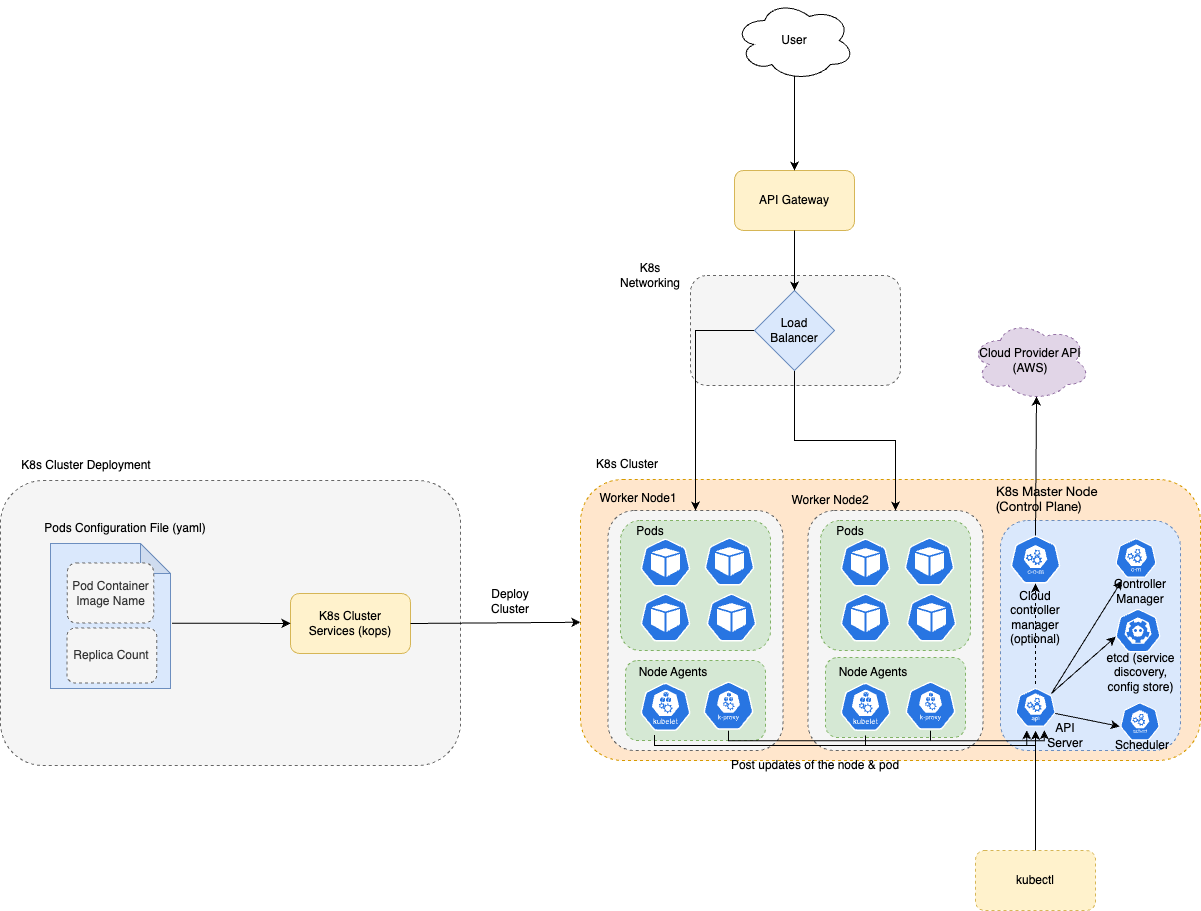 User
API Gateway
K8s
Networking
Load
Balancer
Cloud Provider API
(AWS)
K8s Cluster Deployment
Pods Configuration File (yaml)
Pod Container
Image Name
Replica Count
K8s Cluster
Services (kops)
Deploy
Cluster
K8s Cluster
Worker Node1
Pods
Node Agents
kubelet
k-proxy
Worker Node2
Pods
Node Agents
kubelet
k-proxy
K8s Master Node
(Control Plane)
c-c-m
Cloud
controller
manager
(optional)
c-m
Controller
Manager
etcd (service
discovery,
config store)
api
API
Server
sched
Scheduler
Post updates of the node & pod
kubectl